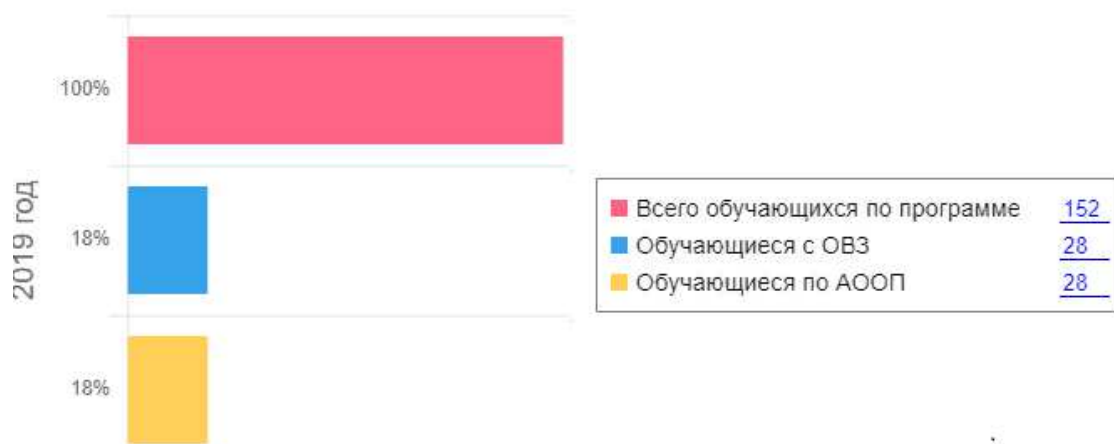 100%
2019 год
18%
18%
Всего обучающихся по программе 152
Обучающиеся с ОВЗ 28
Обучающиеся по АООП 28